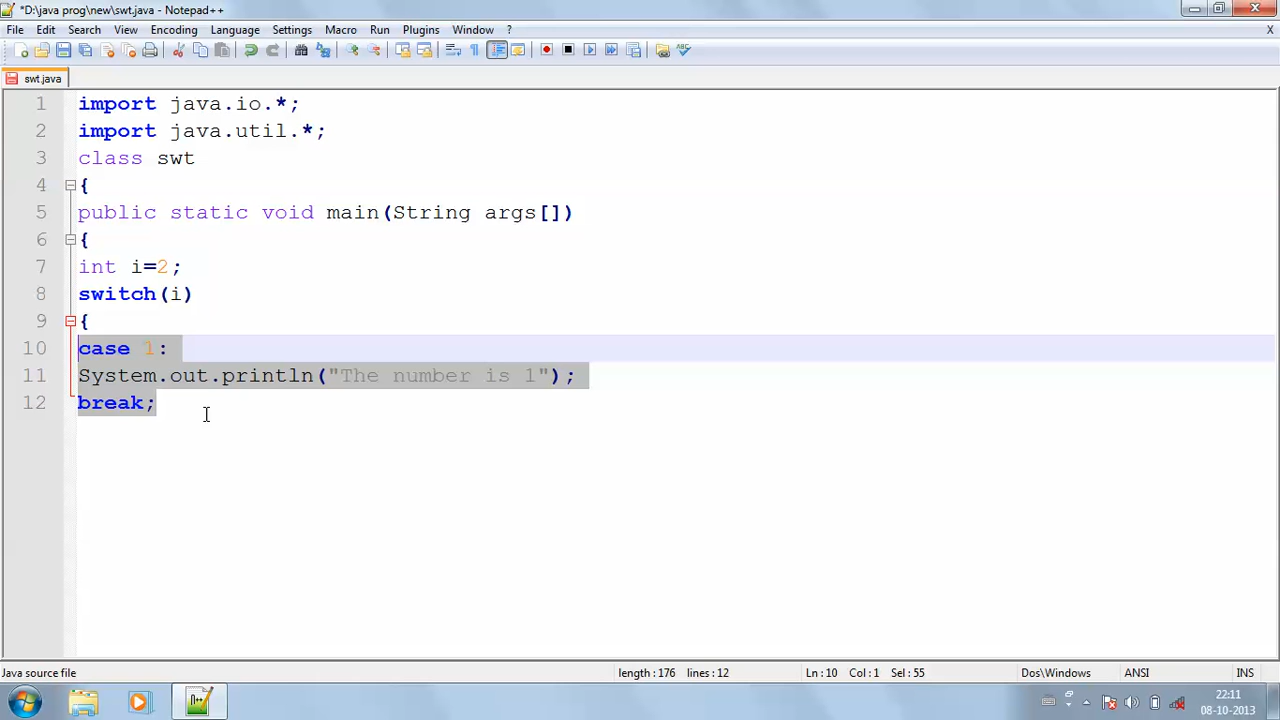 *D:\java prog\new\swt.java - Notepad++
File Edit Search View Encoding Language Settings Macro Run Plugins Window ? X
swt.java
1 import java.io.*;
2 import java.util.*;
3 class swt
4 {
5 public static void main(String args[])
6 {
7 int i=2;
8 switch(i)
9 {
10 case 1:
11 System.out.println("The number is 1");
12 break;
Java source file length : 176 lines : 12 Ln : 10 Col : 1 Sel : 55 Dos\Windows ANSI INS
22:11
08-10-2013